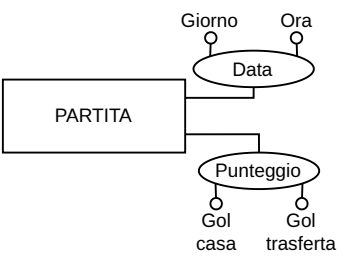 Giorno Ora
Data
PARTITA
Punteggio
Gol casa
Gol trasferta